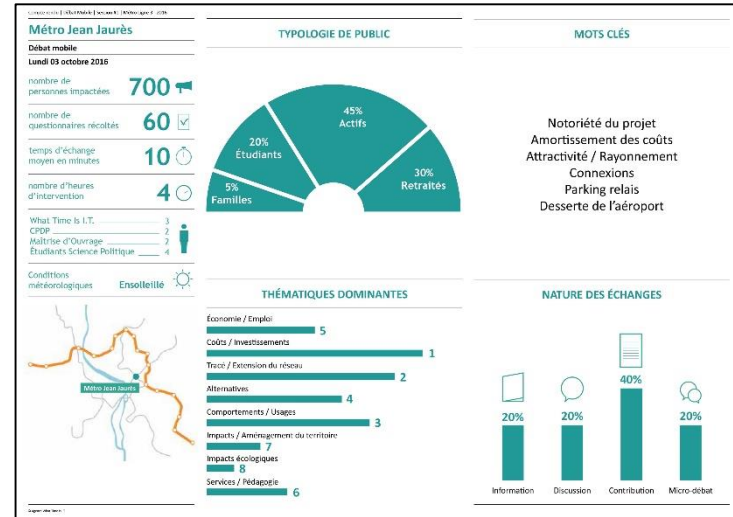 Métro Jean Jaurès
Débat mobile
Lundi 03 octobre 2016
nombre de
personnes impactées
700
nombre de
questionnaires récoltés
60
temps d'échange
moyen en minutes
10
nombre d'heures
d'intervention
4
What Time Is I.T. 3
CPDP 2
Maîtrise d'Ouvrage 2
Étudiants Science Politique 4
Conditions
météorologiques
Ensolleillé
Métro Jean Jaurès
TYPOLOGIE DE PUBLIC
5%
Familles
20%
Étudiants
45%
Actifs
30%
Retraités
MOTS CLÉS
Notoriété du projet
Amortissement des coûts
Attractivité / Rayonnement
Connexions
Parking relais
Desserte de l'aéroport
THÉMATIQUES DOMINANTES
Économie / Emploi
5
Coûts / Investissements
1
Tracé / Extension du réseau
2
Alternatives
4
Comportements / Usages
3
Impacts / Aménagement du territoire
7
Impacts écologiques
8
Services / Pédagogie
6
NATURE DES ÉCHANGES
20%
20%
40%
20%
Information
Discussion
Contribution
Micro-débat